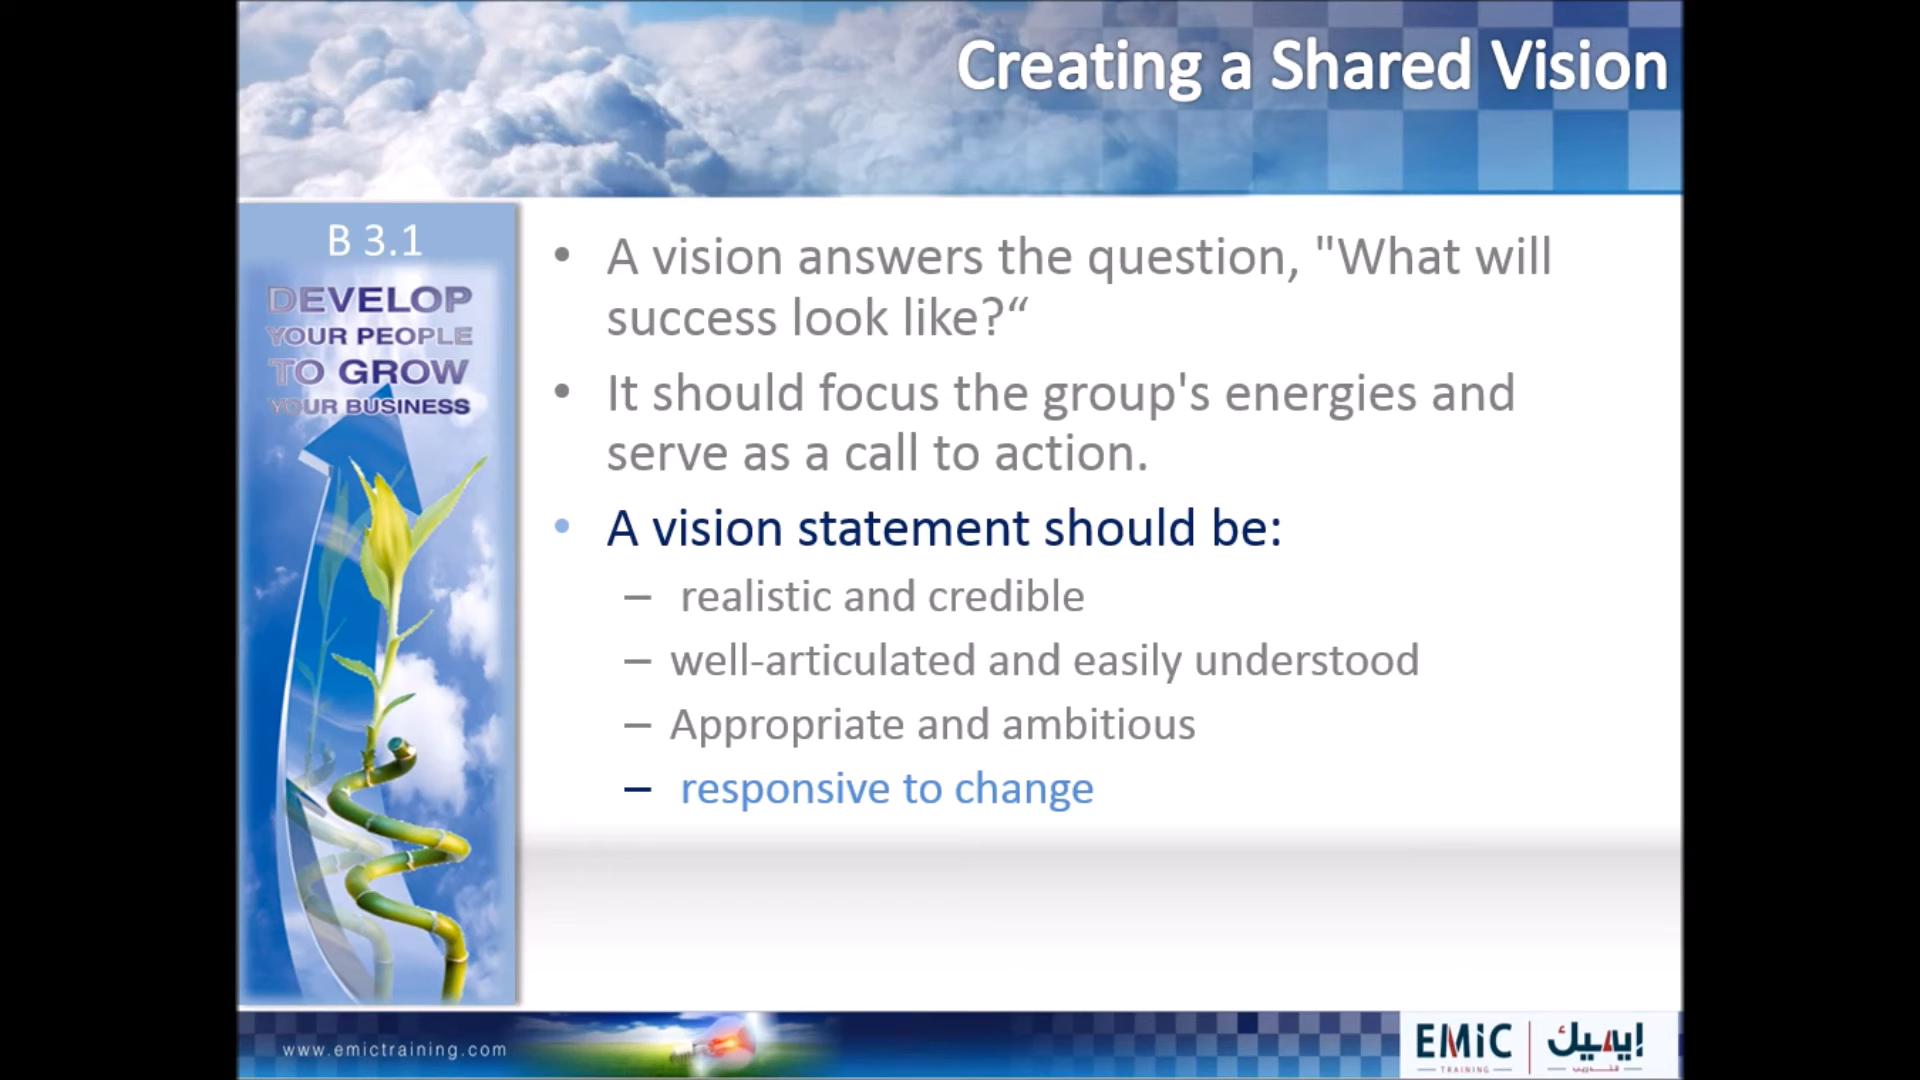 Creating a Shared Vision
B 3.1
DEVELOP
YOUR PEOPLE
TO GROW
YOUR BUSINESS
• A vision answers the question, "What will
success look like?“
• It should focus the group's energies and
serve as a call to action.
• A vision statement should be:
– realistic and credible
– well-articulated and easily understood
– Appropriate and ambitious
– responsive to change
www.emictraining.com
EMiC
TRAINING
إيميك